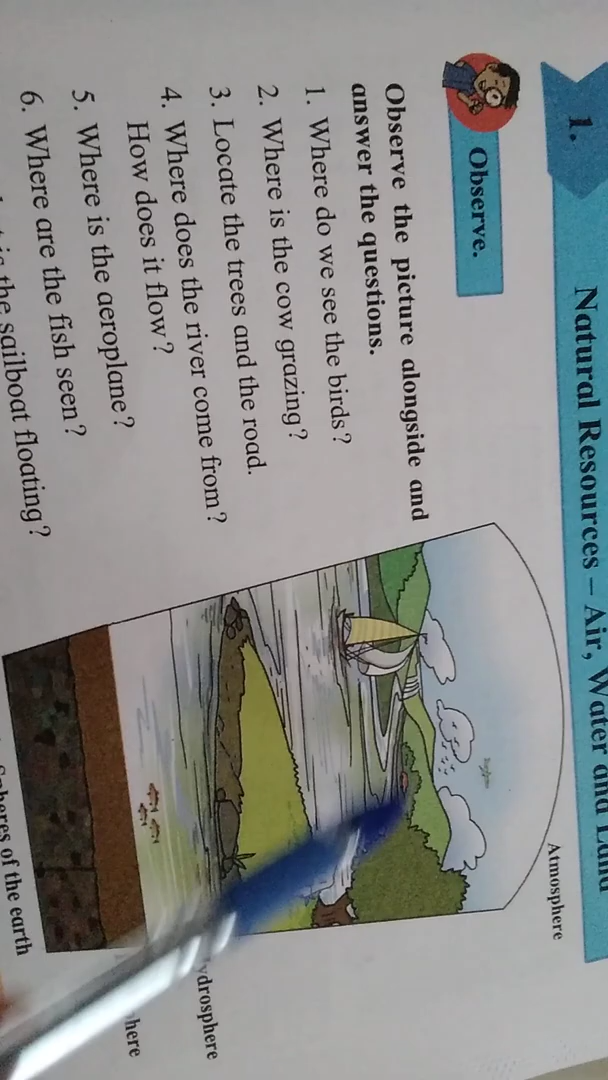 1.
Natural Resources – Air, Water and Land
Observe.
Observe the picture alongside and
answer the questions.
1. Where do we see the birds?
2. Where is the cow grazing?
3. Locate the trees and the road.
4. Where does the river come from?
How does it flow?
5. Where is the aeroplane?
6. Where are the fish seen?
the sailboat floating?
Atmosphere
ydrosphere
here
of the earth